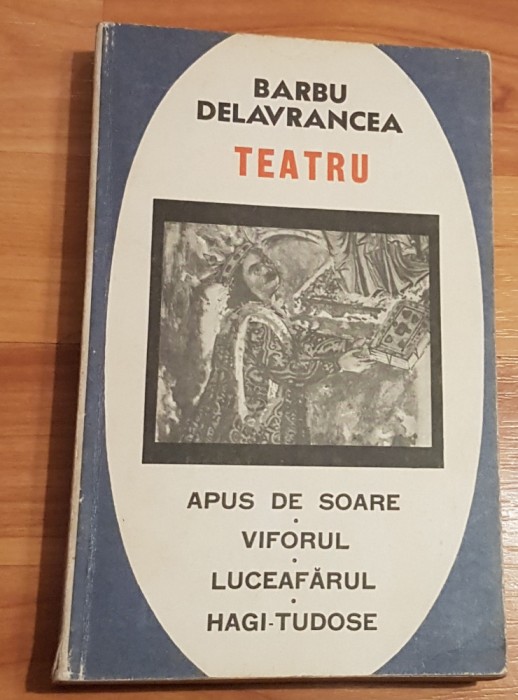 BARBU
DELAVRANCEA
TEATRU
APUS DE SOARE
·
VIFORUL
·
LUCEAFĂRUL
·
HAGI-TUDOSE